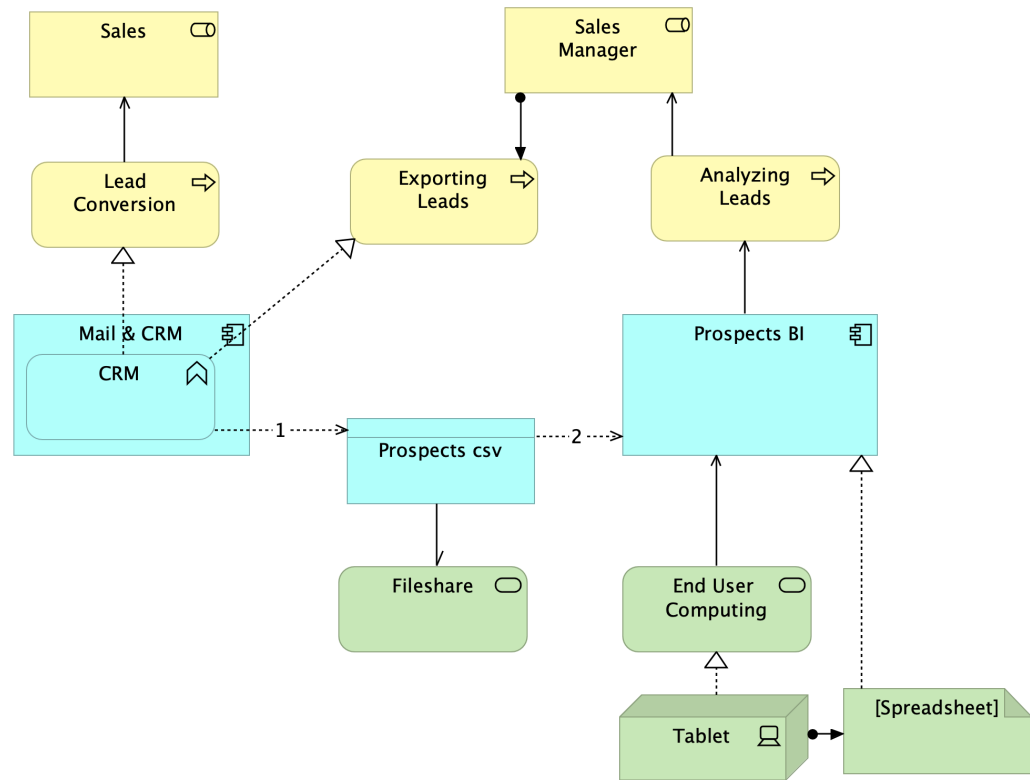 Sales
Sales
Manager
Lead
Conversion
Exporting
Leads
Analyzing
Leads
Mail & CRM
CRM
Prospects BI
1
2
Prospects csv
Fileshare
End User
Computing
Tablet
[Spreadsheet]